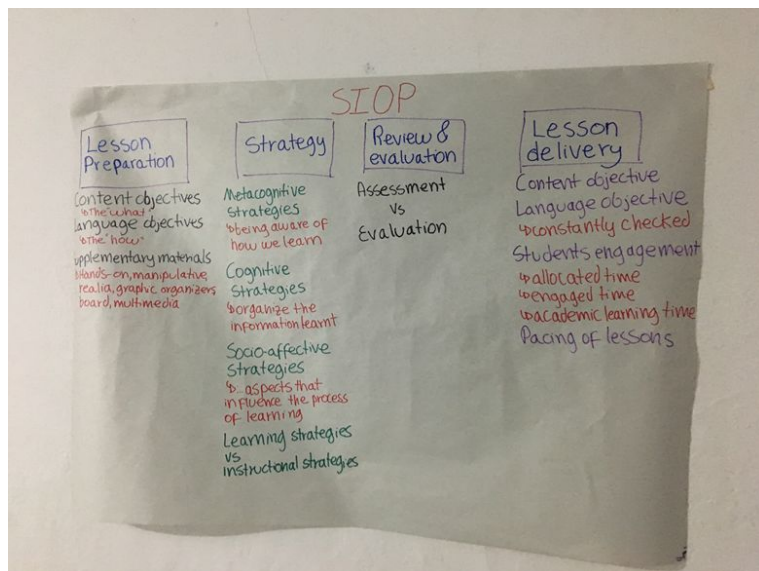 SIOP
Lesson
Preparation
Content objectives
↳ The "what"
Language objectives
↳ The "how"
upplementary materials
↳ Hands-on, manipulative,
realia, graphic organizers
board, multimedia
Strategy
Metacognitive
strategies
↳ being aware of
how we learn
Cognitive
strategies
↳ organize the
information learnt
Socio-affective
strategies
↳ aspects that
influence the process
of learning
Learning strategies
vs
instructional strategies
Review &
evaluation
Assessment
vs
Evaluation
Lesson
delivery
Content objective
Language objective
↳ constantly checked
Students engagement
↳ allocated time
↳ engaged time
↳ academic learning time
Pacing of lessons